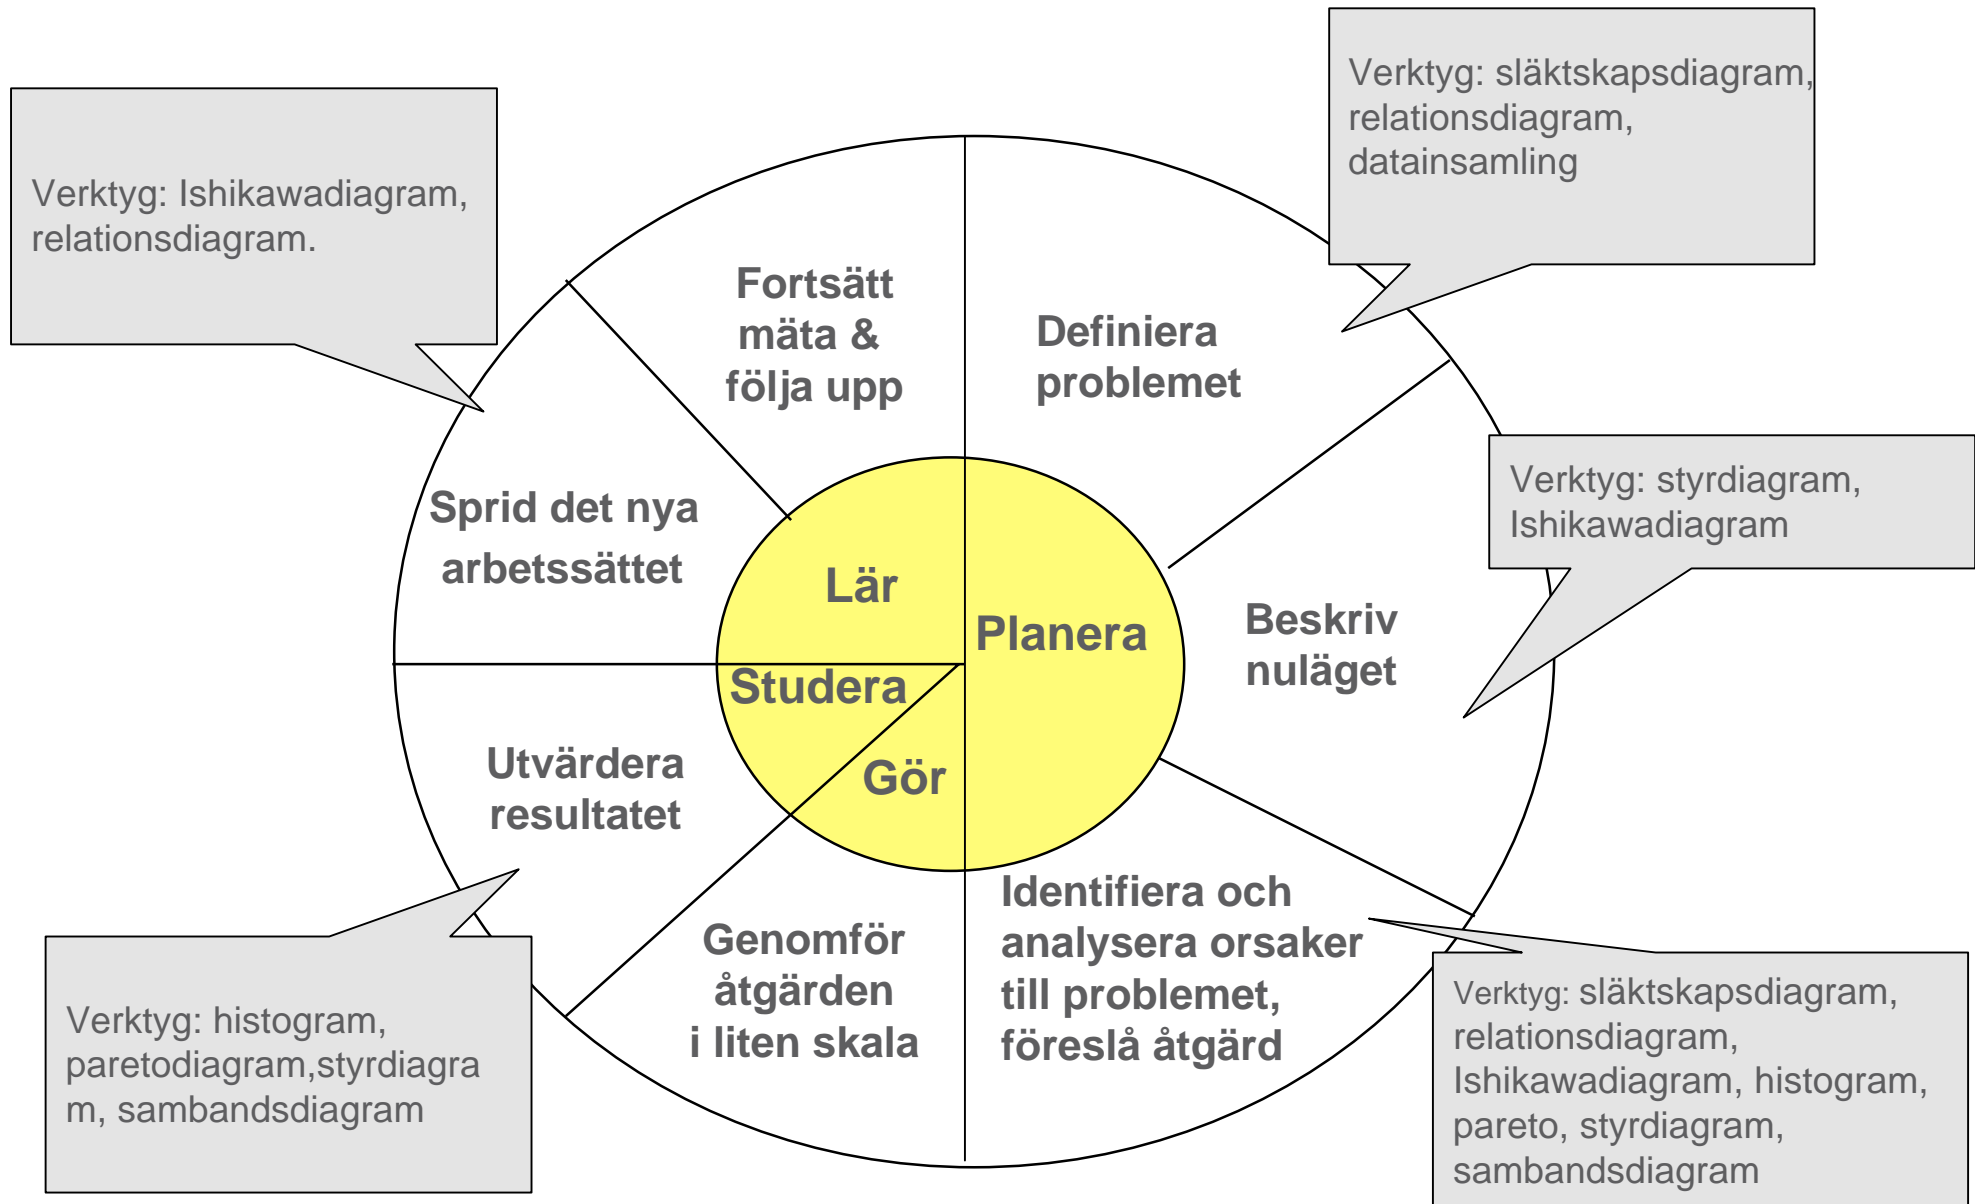 Verktyg: släktskapsdiagram,
relationsdiagram,
datainsamling
Verktyg: Ishikawadiagram,
relationsdiagram.
Fortsätt
mäta &
följa upp
Definiera
problemet
Verktyg: styrdiagram,
Ishikawadiagram
Sprid det nya
arbetssättet
Lär
Planera
Beskriv
nuläget
Studera
Gör
Utvärdera
resultatet
Genomför
åtgärden
i liten skala
Identifiera och
analysera orsaker
till problemet,
föreslå åtgärd
Verktyg: histogram,
paretodiagram,styrdiagra
m, sambandsdiagram
Verktyg: släktskapsdiagram,
relationsdiagram,
Ishikawadiagram, histogram,
pareto, styrdiagram,
sambandsdiagram